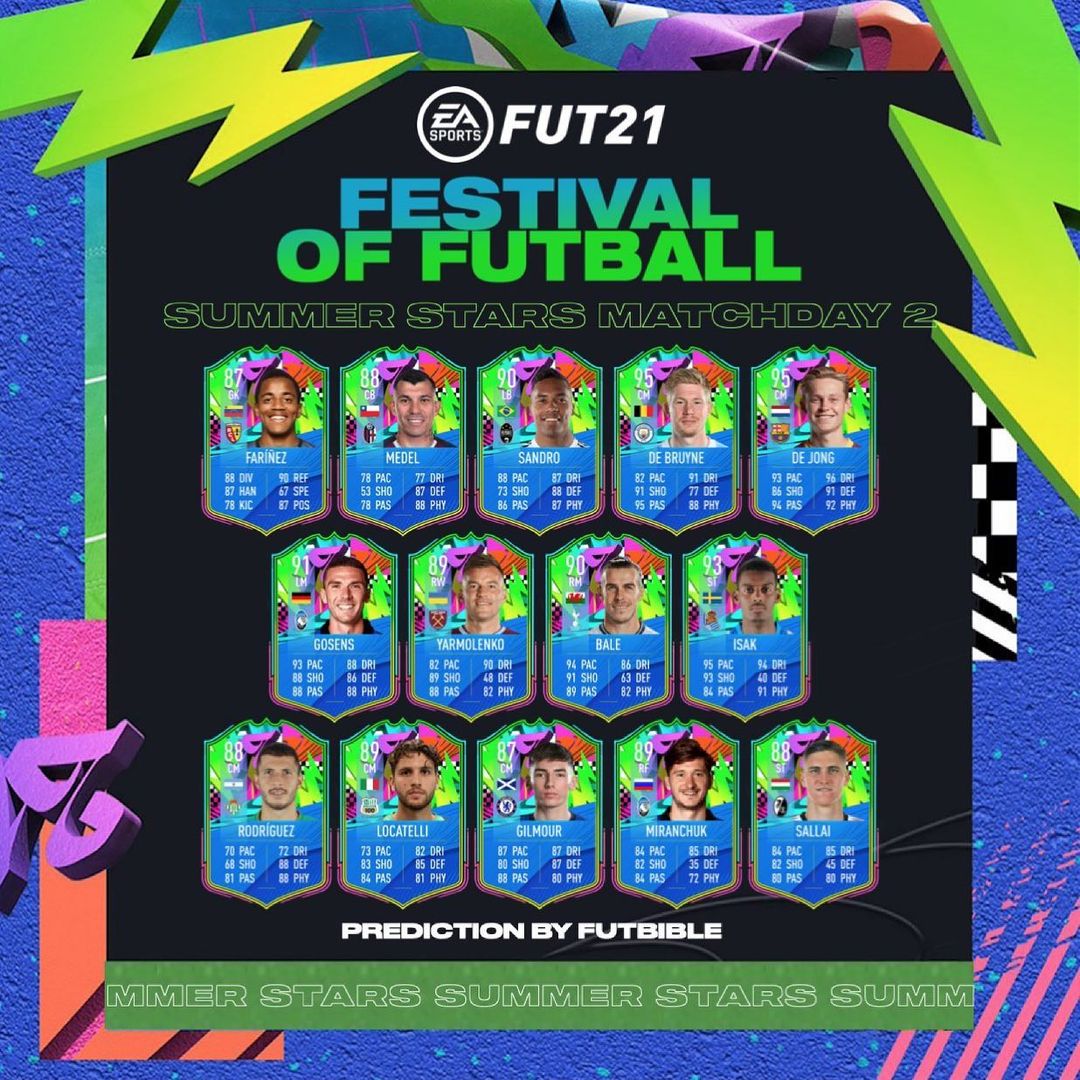 EA
SPORTS
FUT21
FESTIVAL
OF FUTBALL
SUMMER STARS MATCHDAY 2
87
GK
FARIÑEZ
88 DIV 90 REF
87 HAN 67 SPE
78 KIC 87 POS
88
CB
MEDEL
78 PAC 77 DRI
53 SHO 87 DEF
78 PAS 88 PHY
90
LB
SANDRO
88 PAC 87 DRI
73 SHO 88 DEF
86 PAS 87 PHY
95
CM
DE BRUYNE
82 PAC 91 DRI
91 SHO 77 DEF
95 PAS 88 PHY
95
CM
DE JONG
93 PAC 96 DRI
86 SHO 91 DEF
94 PAS 92 PHY
91
LM
GOSENS
93 PAC 88 DRI
88 SHO 86 DEF
88 PAS 88 PHY
89
RW
YARMOLENKO
82 PAC 90 DRI
89 SHO 48 DEF
88 PAS 82 PHY
90
RM
BALE
94 PAC 86 DRI
91 SHO 63 DEF
89 PAS 82 PHY
93
ST
ISAK
95 PAC 94 DRI
93 SHO 40 DEF
84 PAS 91 PHY
88
CM
RODRÍGUEZ
70 PAC 72 DRI
68 SHO 88 DEF
81 PAS 88 PHY
89
CM
LOCATELLI
73 PAC 82 DRI
83 SHO 85 DEF
84 PAS 81 PHY
87
CM
GILMOUR
87 PAC 87 DRI
80 SHO 87 DEF
88 PAS 80 PHY
89
RF
MIRANCHUK
84 PAC 85 DRI
82 SHO 35 DEF
84 PAS 72 PHY
88
ST
SALLAI
84 PAC 85 DRI
82 SHO 45 DEF
80 PAS 80 PHY
PREDICTION BY FUTBIBLE
MMER STARS SUMMER STARS SUMM